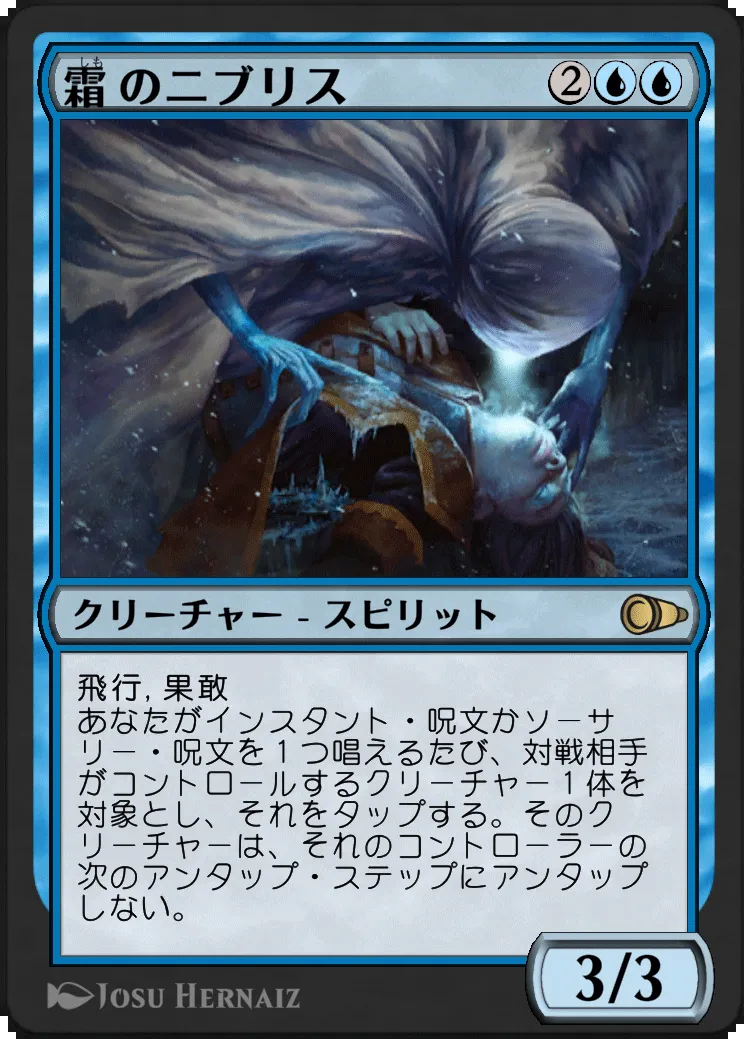 しも
霜のニブリス 2
クリーチャー - スピリット
飛行, 果敢
あなたがインスタント・呪文かソーサ
リー・呪文を1つ唱えるたび、対戦相手
がコントロールするクリーチャー1体を
対象とし、それをタップする。そのク
リーチャーは、それのコントローラーの
次のアンタップ・ステップにアンタップ
しない。
3/3
JOSU HERNAIZ